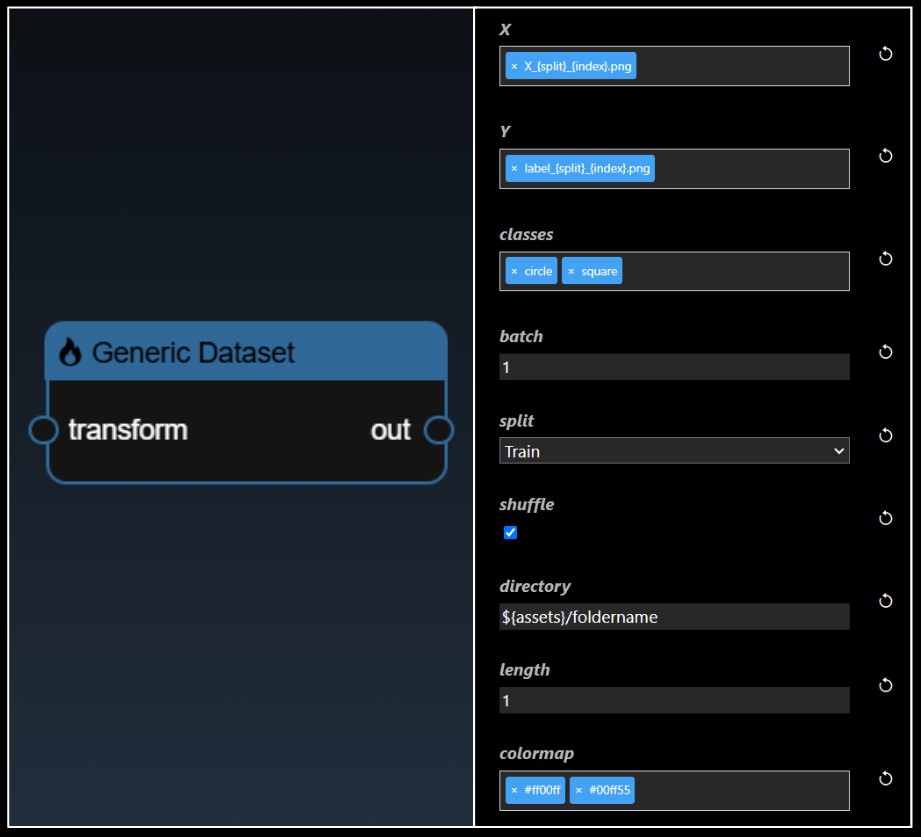 Generic Dataset
transform
out
X
× X_{split}_{index}.png
Y
× label_{split}_{index}.png
classes
× circle × square
batch
1
split
Train
shuffle
directory
${assets}/foldername
length
1
colormap
× #ff00ff × #00ff55